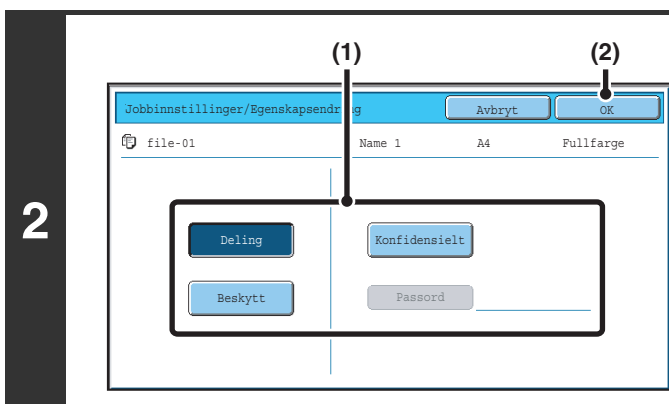 (1) (2)
Jobbinnstillinger/Egenskapsendring Avbryt OK
file-01 Name 1 A4 Fullfarge
2
Deling Konfidensielt
Beskytt Passord